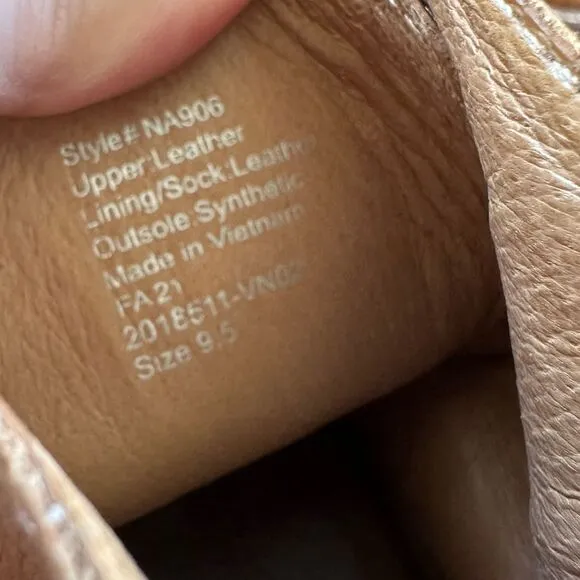 Style# NA906
Upper:Leather
Lining/Sock:Leather
Outsole:Synthetic
Made in Vietnam
FA 21
2018511-VN02
Size 9.5